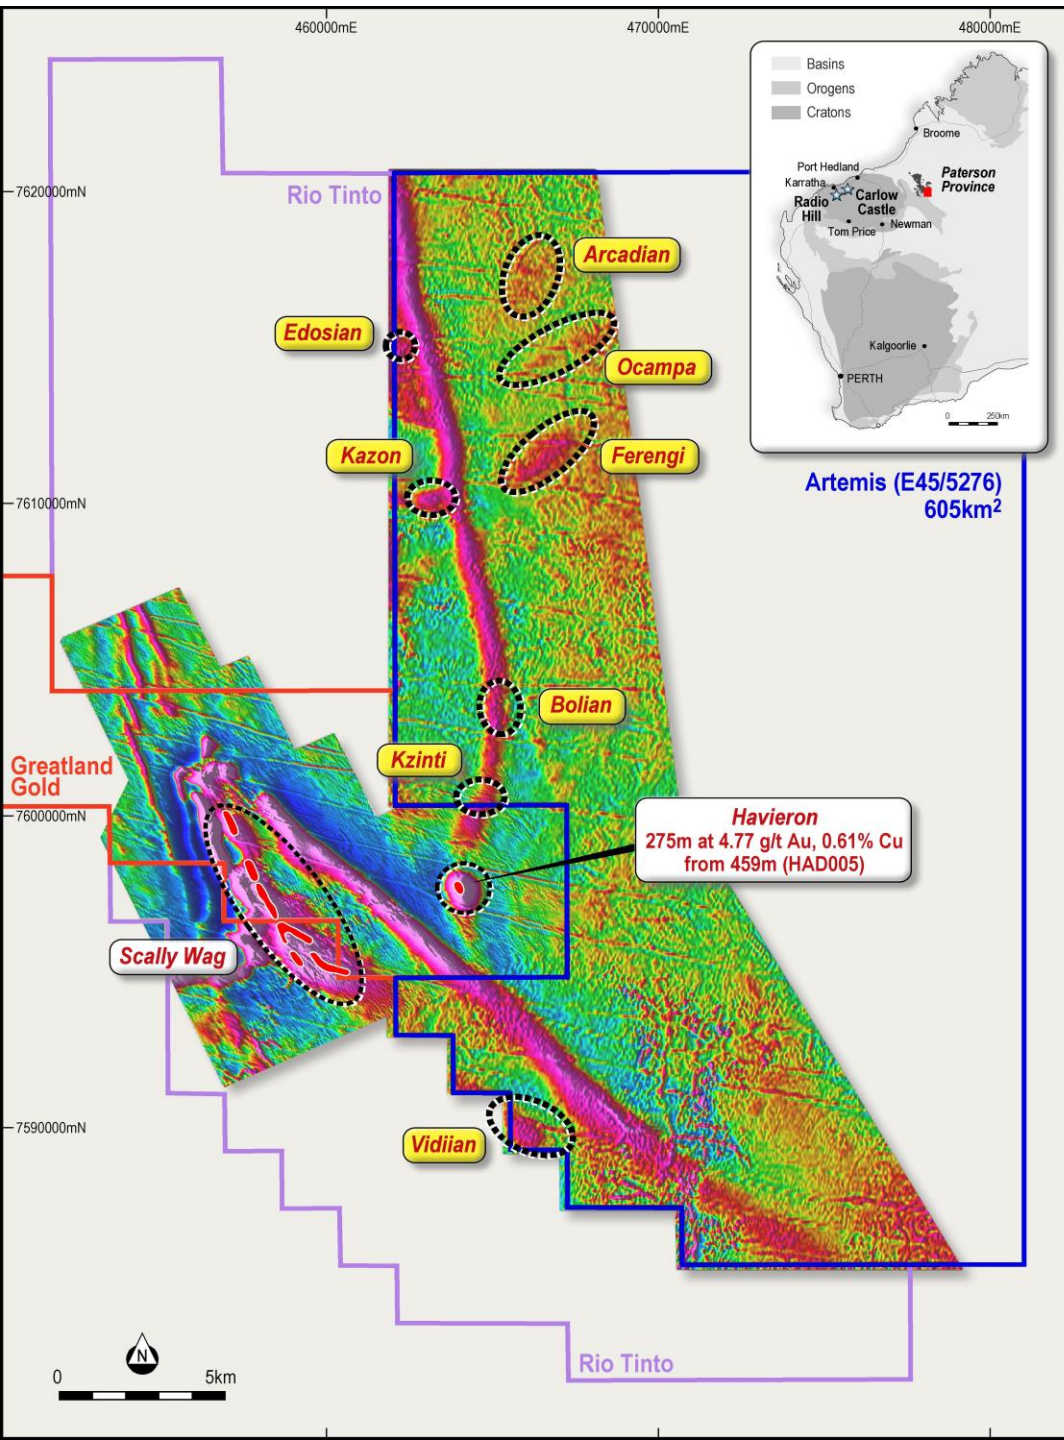 460000mE
470000mE
480000mE
Basins
Orogens
Cratons
Broome
Port Hedland
Karratha
Paterson
Province
Radio
Hill
Carlow
Castle
Tom Price
Newman
Kalgoorlie
PERTH
0 250km
7620000mN
Rio Tinto
Arcadian
Edosian
Ocampa
Kazon
Ferengi
Artemis (E45/5276)
605km²
7610000mN
Bolian
Kzinti
Greatland
Gold
7600000mN
Havieron
275m at 4.77 g/t Au, 0.61% Cu
from 459m (HAD005)
Scally Wag
7590000mN
Vidiian
N
0 5km
Rio Tinto